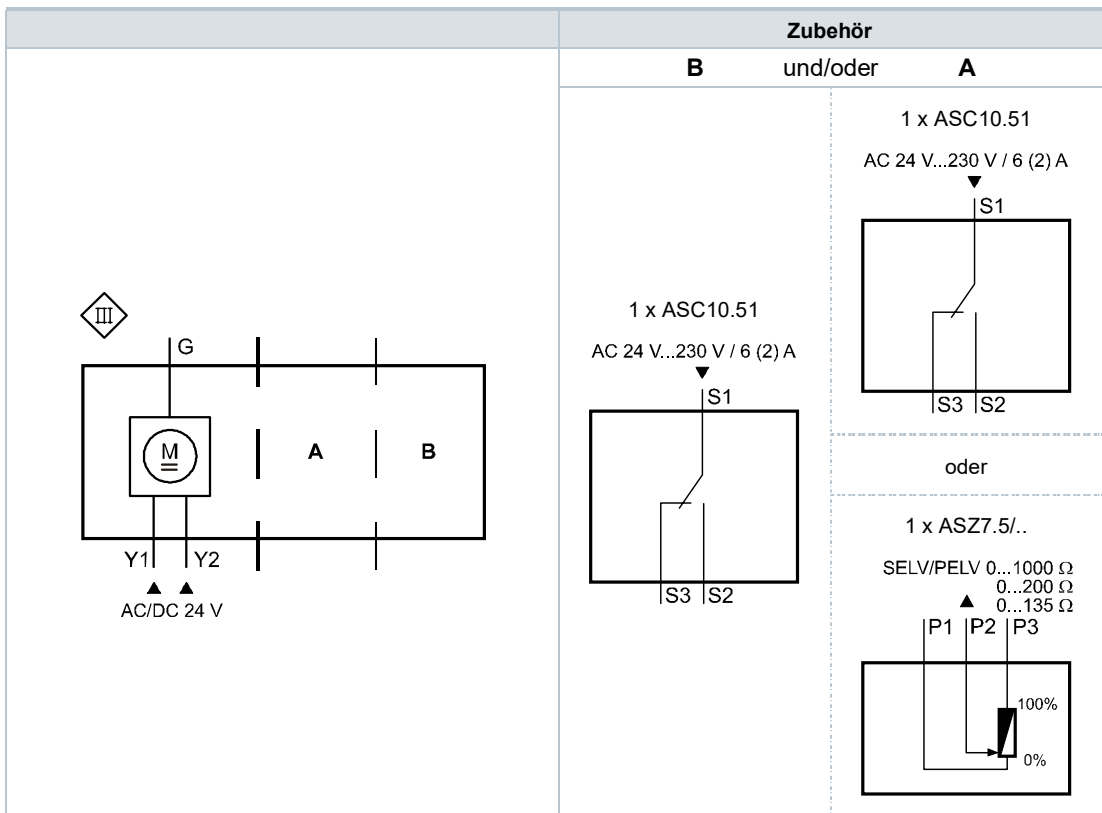 Zubehör
B und/oder A
III
G
M
A
B
Y1 Y2
AC/DC 24 V
1 x ASC10.51
AC 24 V...230 V / 6 (2) A
S1
S3 S2
1 x ASC10.51
AC 24 V...230 V / 6 (2) A
S1
S3 S2
oder
1 x ASZ7.5/..
SELV/PELV 0...1000 Ω
0...200 Ω
0...135 Ω
P1 P2 P3
100%
0%